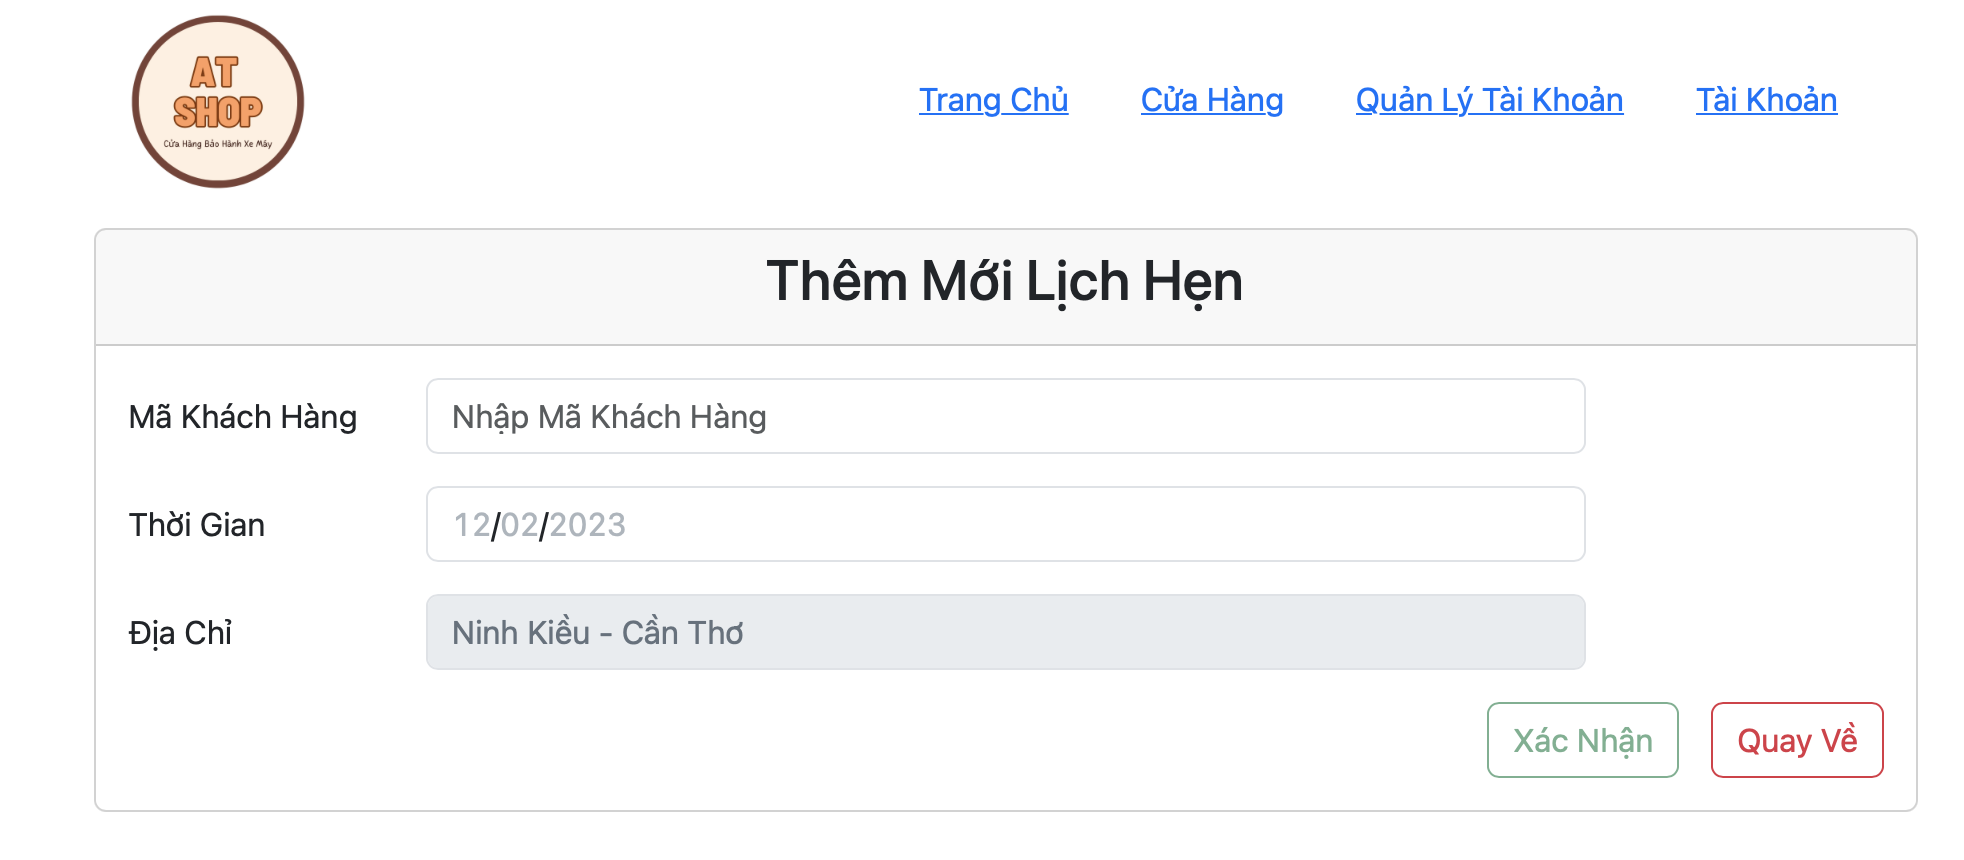 AT
SHOP
Cửa Hàng Bảo Hành Xe Máy
Trang Chủ Cửa Hàng Quản Lý Tài Khoản Tài Khoản
Thêm Mới Lịch Hẹn
Mã Khách Hàng Nhập Mã Khách Hàng
Thời Gian 12/02/2023
Địa Chỉ Ninh Kiều - Cần Thơ
Xác Nhận Quay Về